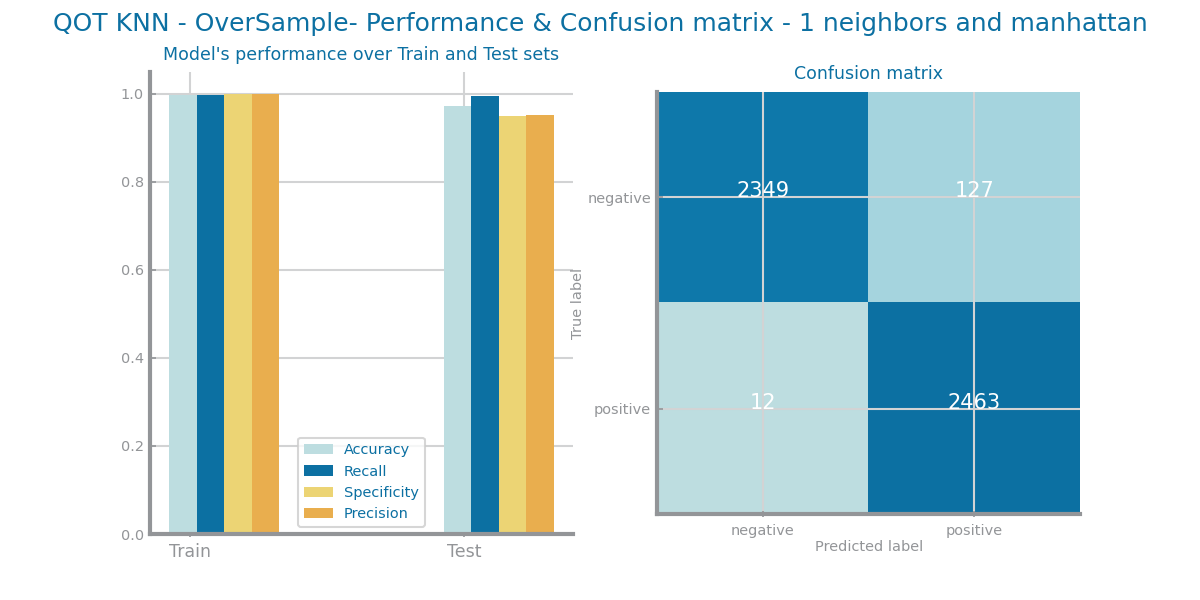 QOT KNN - OverSample- Performance & Confusion matrix - 1 neighbors and manhattan
Model's performance over Train and Test sets
1.0
0.8
0.6
0.4
0.2
0.0
Train
Test
Accuracy
Recall
Specificity
Precision
Confusion matrix
True label
negative
positive
2349
127
12
2463
negative
positive
Predicted label